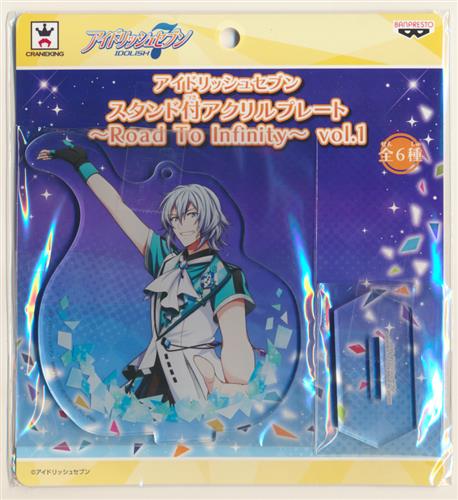 CRANEKING
アイドリッシュセブン
IDOLISH7
BANPRESTO
アイドリッシュセブン
スタンド付アクリルプレート
～Road To Infinity～ vol.1
全6種
©アイドリッシュセブン